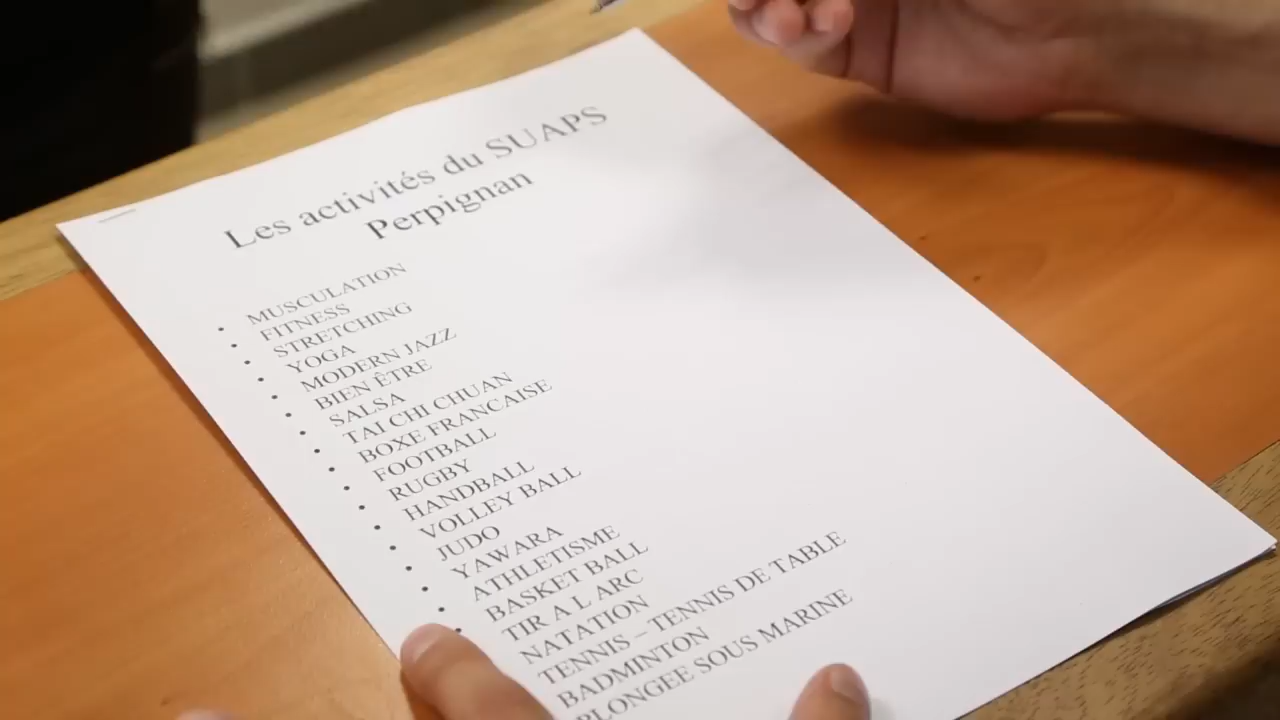 Les activités du SUAPS
Perpignan
• MUSCULATION
• FITNESS
• STRETCHING
• YOGA
• MODERN JAZZ
• BIEN ÊTRE
• SALSA
• TAI CHI CHUAN
• BOXE FRANCAISE
• FOOTBALL
• RUGBY
• HANDBALL
• VOLLEY BALL
• JUDO
• YAWARA
• ATHLETISME
BASKET BALL
TIR A L ARC
NATATION
TENNIS – TENNIS DE TABLE
BADMINTON
PLONGEE SOUS MARINE